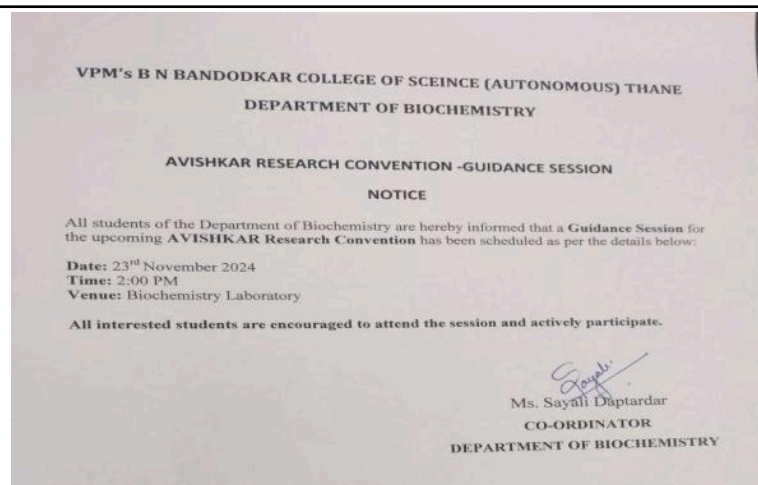 VPM's B N BANDODKAR COLLEGE OF SCEINCE (AUTONOMOUS) THANE
DEPARTMENT OF BIOCHEMISTRY
AVISHKAR RESEARCH CONVENTION -GUIDANCE SESSION
NOTICE
All students of the Department of Biochemistry are hereby informed that a Guidance Session for
the upcoming AVISHKAR Research Convention has been scheduled as per the details below:
Date: 23rd November 2024
Time: 2:00 PM
Venue: Biochemistry Laboratory
All interested students are encouraged to attend the session and actively participate.
Sayali.
Ms. Sayali Daptardar
CO-ORDINATOR
DEPARTMENT OF BIOCHEMISTRY